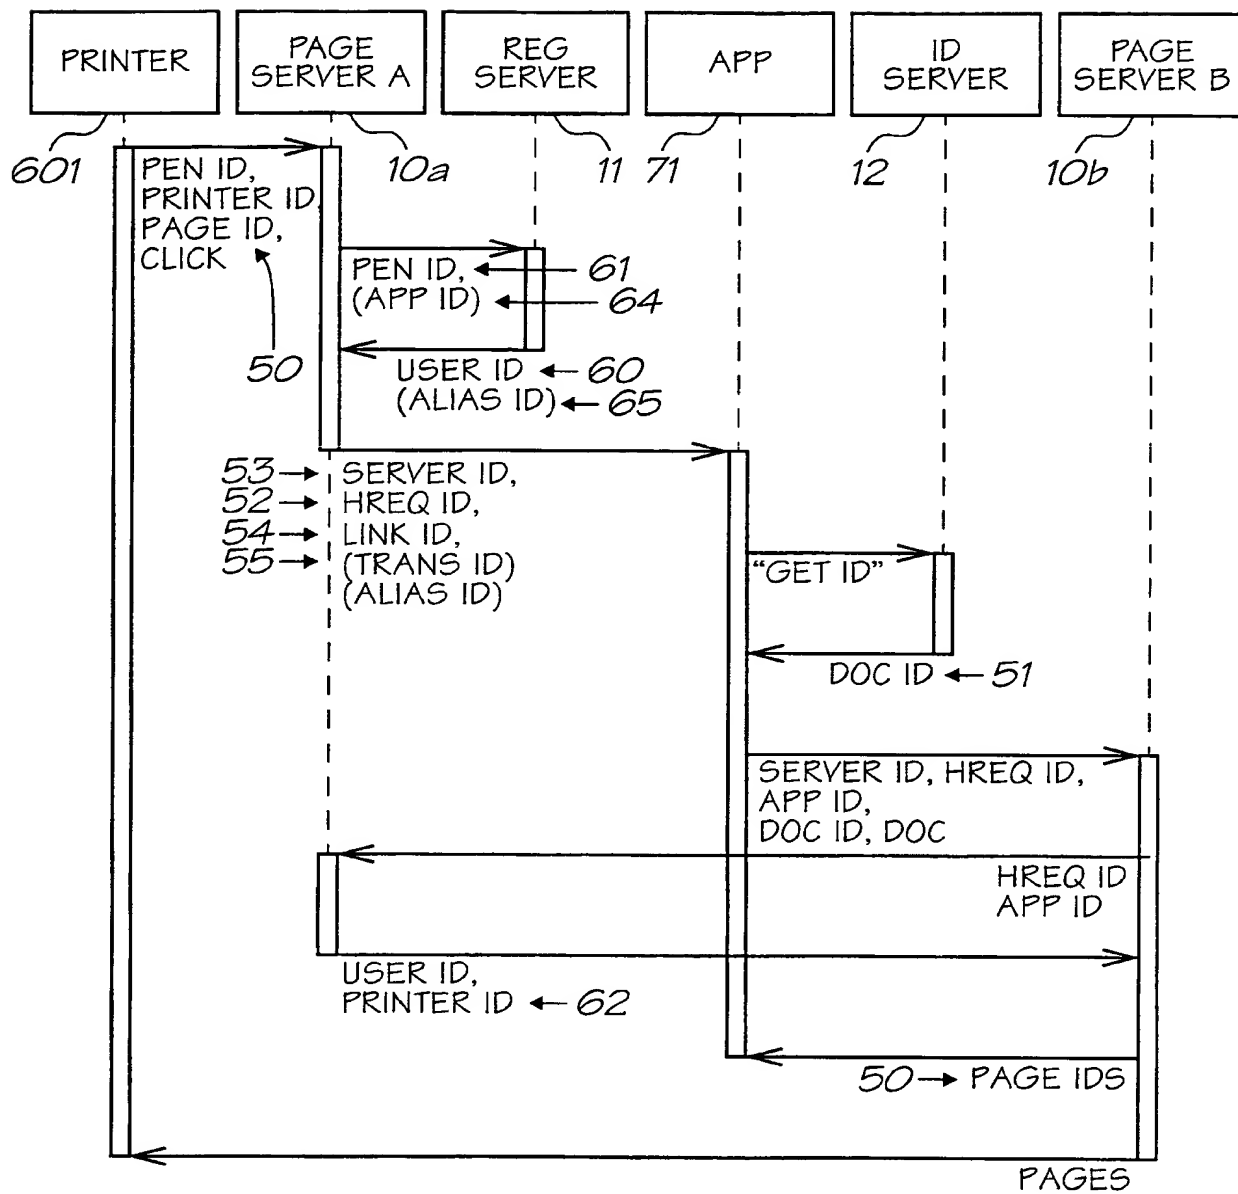 PRINTER
PAGE
SERVER A
REG
SERVER
APP
ID
SERVER
PAGE
SERVER B
601
10a
11
71
12
10b
PEN ID,
PRINTER ID,
PAGE ID,
CLICK
50
PEN ID, 61
(APP ID) 64
USER ID 60
(ALIAS ID) 65
53 SERVER ID,
52 HREQ ID,
54 LINK ID,
55 (TRANS ID)
(ALIAS ID)
“GET ID”
DOC ID 51
SERVER ID, HREQ ID,
APP ID,
DOC ID, DOC
HREQ ID
APP ID
USER ID,
PRINTER ID 62
50 PAGE IDS
PAGES